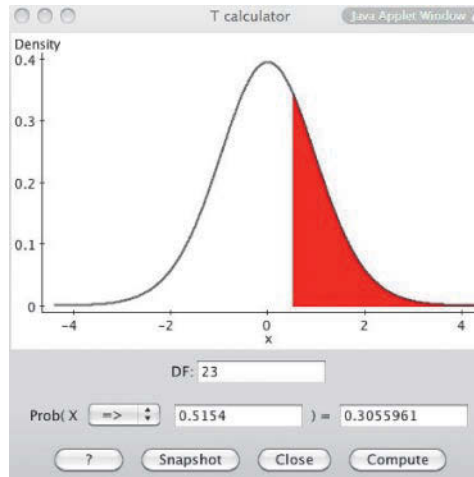 T calculator
Java Applet Window
Density
0.4
0.3
0.2
0.1
0
-4 -2 0 2 4
x
DF: 23
Prob( X => 0.5154 ) = 0.3055961
? Snapshot Close Compute